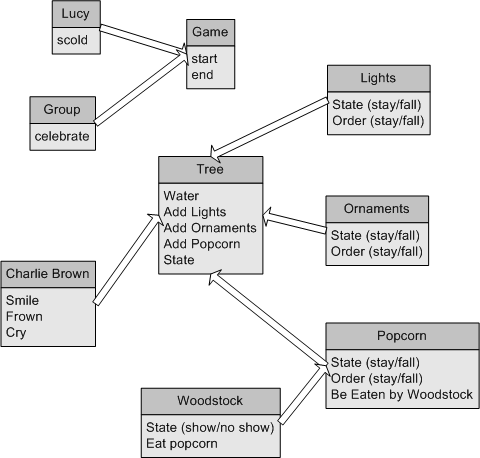 Lucy
scold
Game
start
end
Group
celebrate
Lights
State (stay/fall)
Order (stay/fall)
Tree
Water
Add Lights
Add Ornaments
Add Popcorn
State
Ornaments
State (stay/fall)
Order (stay/fall)
Charlie Brown
Smile
Frown
Cry
Popcorn
State (stay/fall)
Order (stay/fall)
Be Eaten by Woodstock
Woodstock
State (show/no show)
Eat popcorn